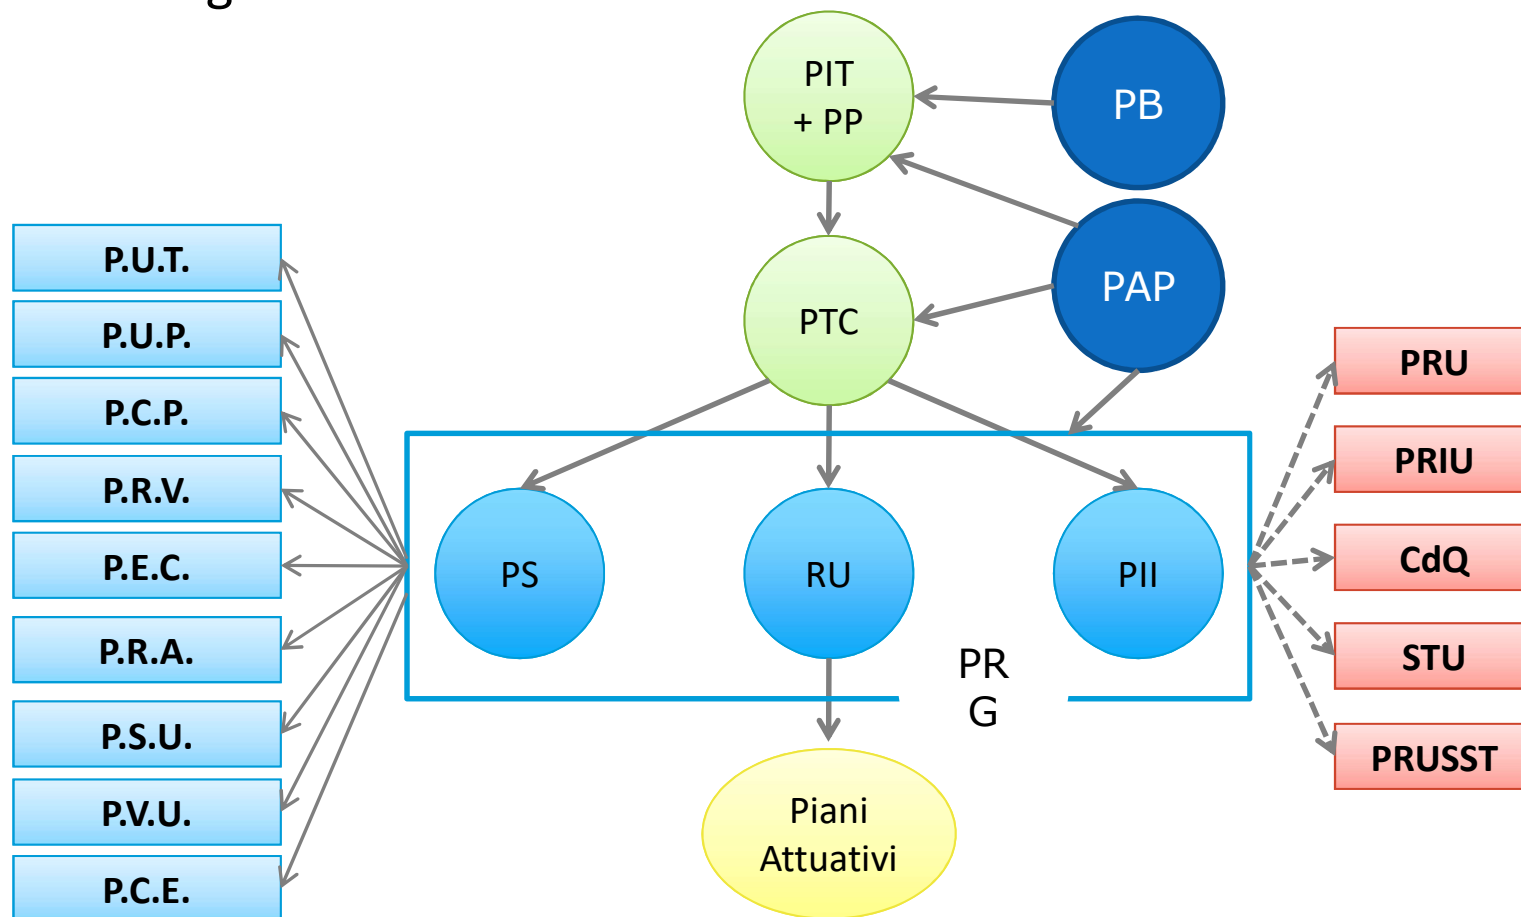 g
PIT
+ PP
PB
PAP
PTC
P.U.T.
P.U.P.
P.C.P.
P.R.V.
P.E.C.
P.R.A.
P.S.U.
P.V.U.
P.C.E.
PS
RU
PII
PR
G
Piani
Attuativi
PRU
PRIU
CdQ
STU
PRUSST